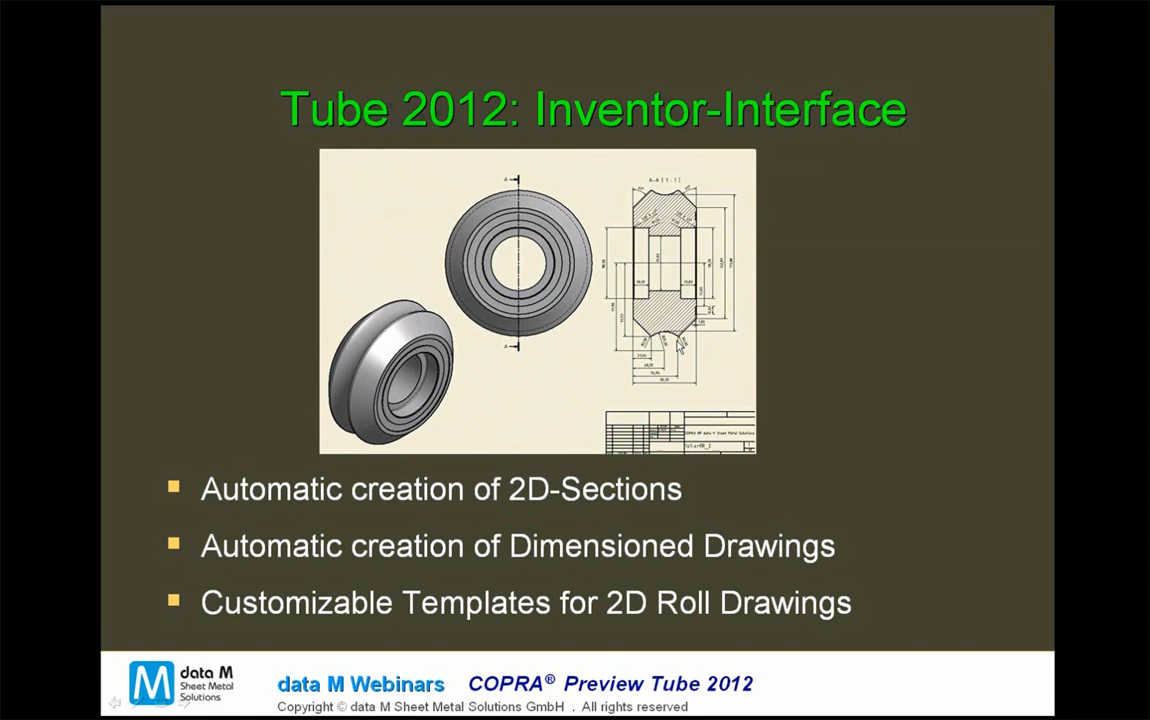 Tube 2012: Inventor-Interface
A-A ( 1 : 1 )
A
A
Automatic creation of 2D-Sections
Automatic creation of Dimensioned Drawings
Customizable Templates for 2D Roll Drawings
M
data M
Sheet Metal
Solutions
data M Webinars COPRA® Preview Tube 2012
Copyright © data M Sheet Metal Solutions GmbH . All rights reserved